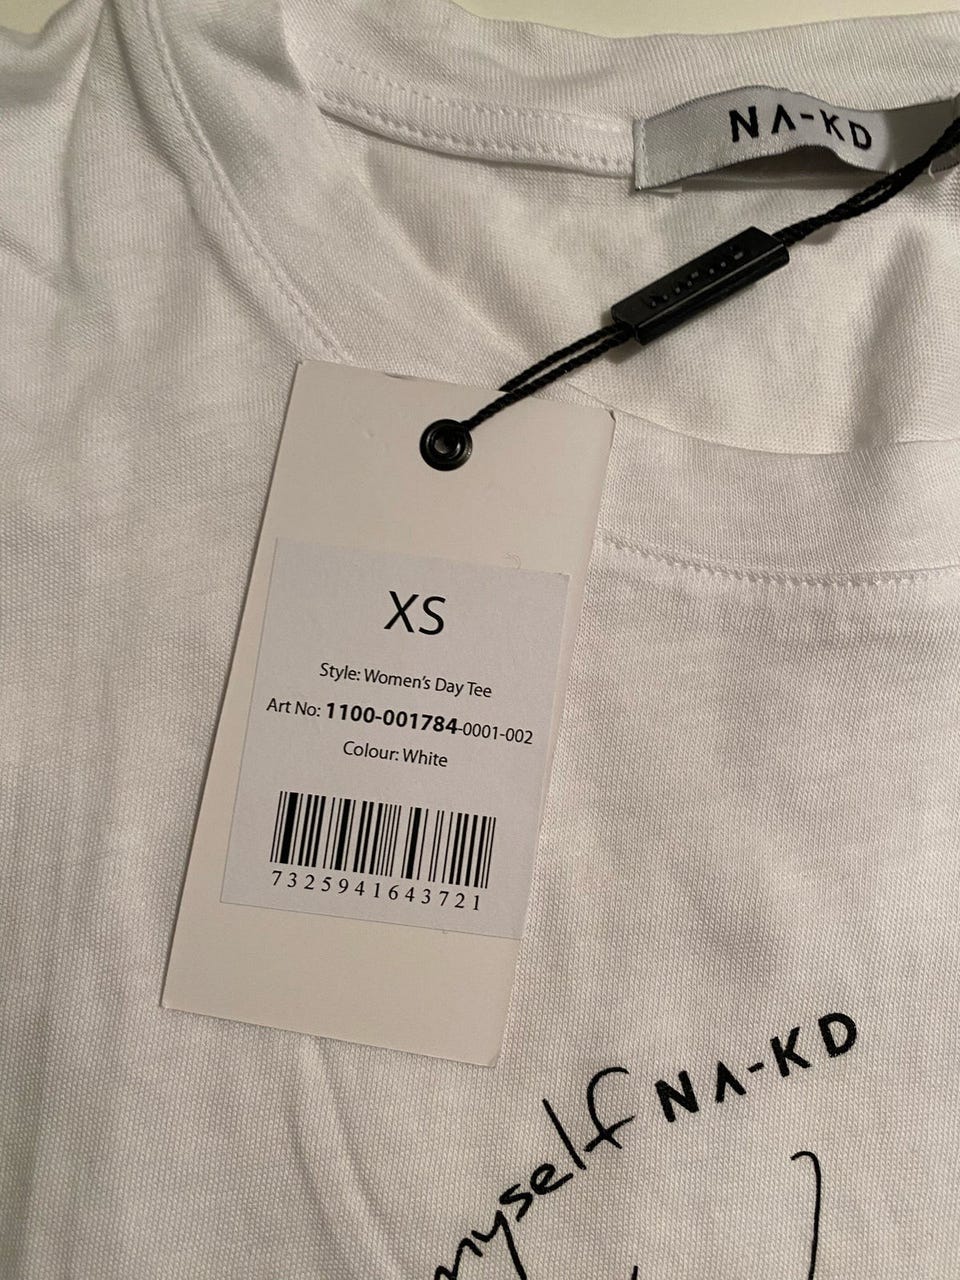 NA-KD
XS
Style: Women's Day Tee
Art No: 1100-001784-0001-002
Colour: White
7325941643721
myself NA-KD